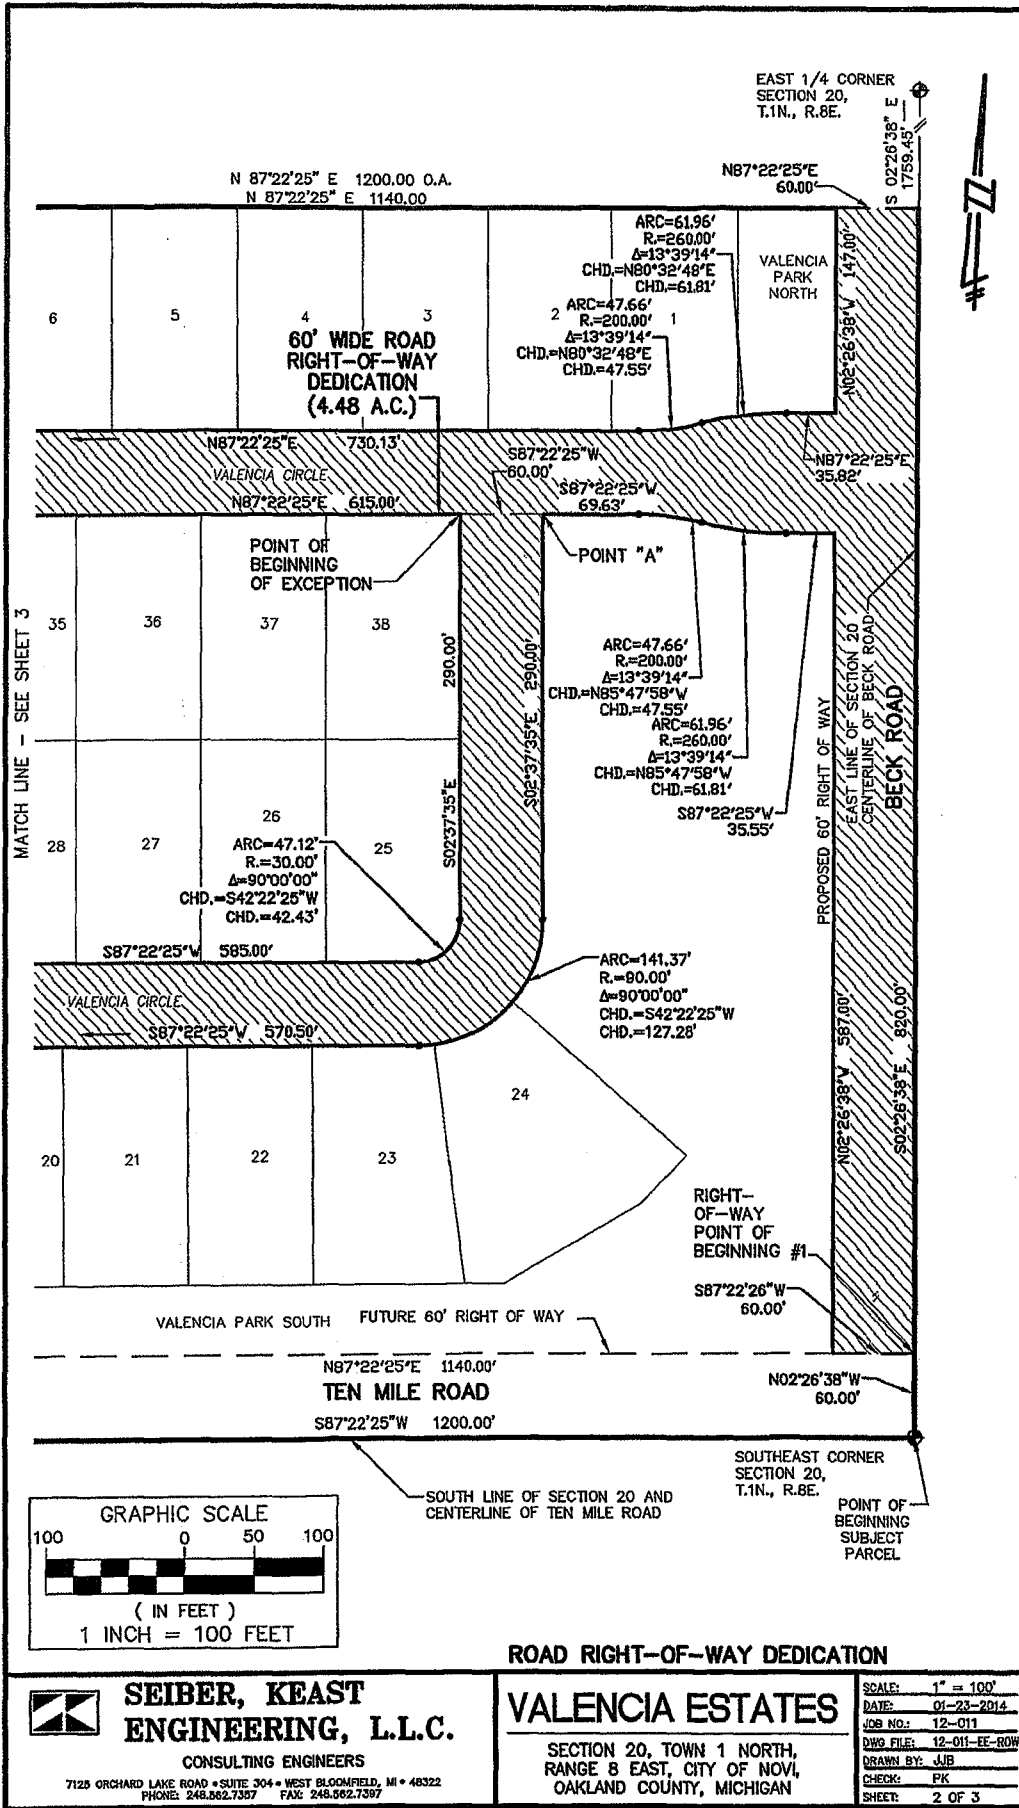 EAST 1/4 CORNER
SECTION 20,
T.1N., R.8E.
S 02°26'38" E
1759.45'
N87°22'25"E
60.00'
N 87°22'25" E 1200.00 O.A.
N 87°22'25" E 1140.00
ARC=61.96'
R.=260.00'
Δ=13°39'14"
CHD.=N80°32'48"E
CHD.=61.81'
VALENCIA
PARK
NORTH
N02°26'38"W 147.00'
6
5
4
3
2
1
ARC=47.66'
R.=200.00'
Δ=13°39'14"
CHD.=N80°32'48"E
CHD.=47.55'
60' WIDE ROAD
RIGHT-OF-WAY
DEDICATION
(4.48 A.C.)
N87°22'25"E 730.13'
VALENCIA CIRCLE
N87°22'25"E 615.00'
S87°22'25"W
60.00'
S87°22'25"W
69.63'
N87°22'25"E
35.82'
POINT OF
BEGINNING
OF EXCEPTION
POINT "A"
MATCH LINE - SEE SHEET 3
35
36
37
38
S02°37'35"E 290.00'
S02°37'35"E 290.00'
ARC=47.66'
R.=200.00'
Δ=13°39'14"
CHD.=N85°47'58"W
CHD.=47.55'
ARC=61.96'
R.=260.00'
Δ=13°39'14"
CHD.=N85°47'58"W
CHD.=61.81'
S87°22'25"W
35.55'
PROPOSED 60' RIGHT OF WAY
EAST LINE OF SECTION 20
CENTERLINE OF BECK ROAD
BECK ROAD
28
27
26
25
ARC=47.12'
R.=30.00'
Δ=90°00'00"
CHD.=S42°22'25"W
CHD.=42.43'
S87°22'25"W 585.00'
VALENCIA CIRCLE
S87°22'25"W 570.50'
ARC=141.37'
R.=90.00'
Δ=90°00'00"
CHD.=S42°22'25"W
CHD.=127.28'
N02°26'38"W 587.00'
S02°26'38"E 820.00'
20
21
22
23
24
RIGHT-
OF-WAY
POINT OF
BEGINNING #1
S87°22'26"W
60.00'
VALENCIA PARK SOUTH
FUTURE 60' RIGHT OF WAY
N87°22'25"E 1140.00'
TEN MILE ROAD
S87°22'25"W 1200.00'
N02°26'38"W
60.00'
SOUTHEAST CORNER
SECTION 20,
T.1N., R.8E.
SOUTH LINE OF SECTION 20 AND
CENTERLINE OF TEN MILE ROAD
POINT OF
BEGINNING
SUBJECT
PARCEL
GRAPHIC SCALE
100 0 50 100
( IN FEET )
1 INCH = 100 FEET
ROAD RIGHT-OF-WAY DEDICATION
SEIBER, KEAST
ENGINEERING, L.L.C.
CONSULTING ENGINEERS
7125 ORCHARD LAKE ROAD • SUITE 304 • WEST BLOOMFIELD, MI • 48322
PHONE: 248.562.7357 FAX: 248.562.7397
VALENCIA ESTATES
SECTION 20, TOWN 1 NORTH,
RANGE 8 EAST, CITY OF NOVI,
OAKLAND COUNTY, MICHIGAN
SCALE: 1" = 100'
DATE: 01-23-2014
JOB NO.: 12-011
DWG FILE: 12-011-EE-ROW
DRAWN BY: JJB
CHECK: PK
SHEET: 2 OF 3